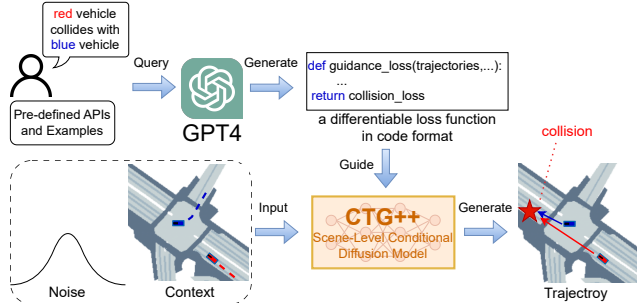 red vehicle
collides with
blue vehicle
Query
Generate
Pre-defined APIs
and Examples
GPT4
def guidance_loss(trajectories,...):
...
return collision_loss
a differentiable loss function
in code format
collision
Guide
Input
CTG++
Scene-Level Conditional
Diffusion Model
Generate
Noise
Context
Trajectroy